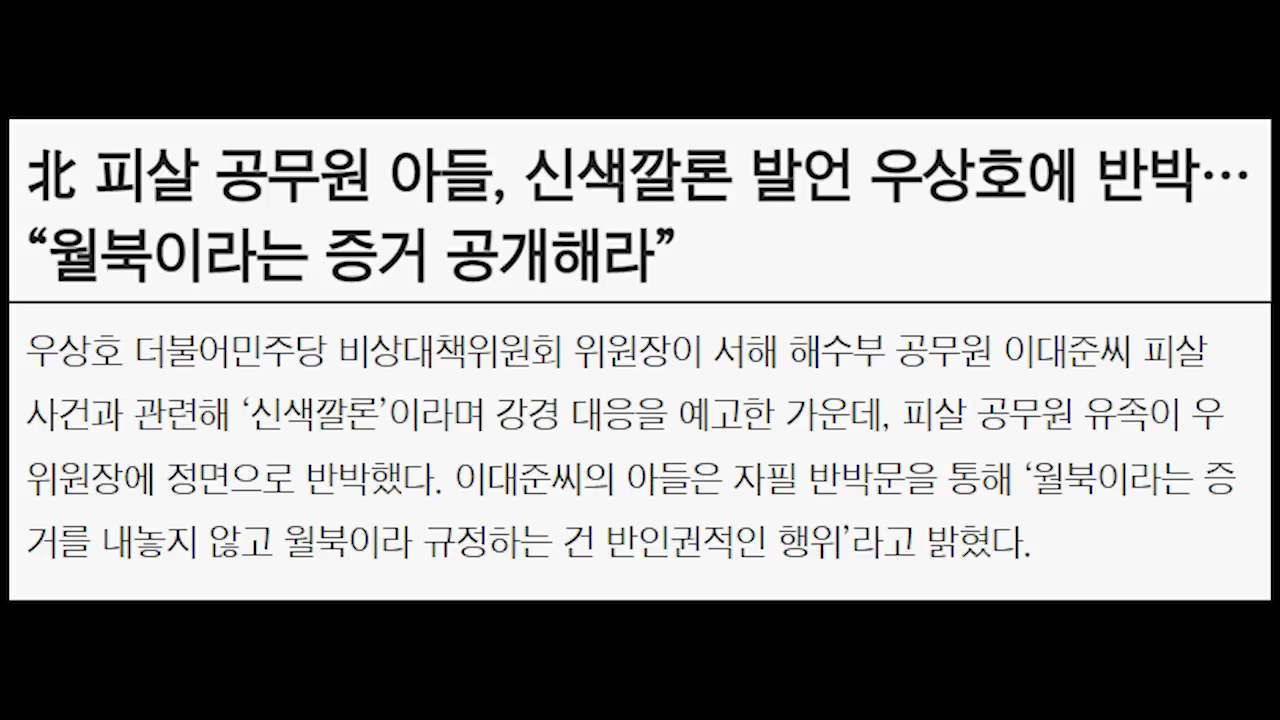 北 피살 공무원 아들, 신색깔론 발언 우상호에 반박…
“월북이라는 증거 공개해라”
우상호 더불어민주당 비상대책위원회 위원장이 서해 해수부 공무원 이대준씨 피살
사건과 관련해 ‘신색깔론’이라며 강경 대응을 예고한 가운데, 피살 공무원 유족이 우
위원장에 정면으로 반박했다. 이대준씨의 아들은 자필 반박문을 통해 ‘월북이라는 증
거를 내놓지 않고 월북이라 규정하는 건 반인권적인 행위’라고 밝혔다.